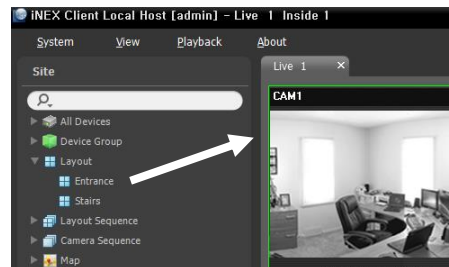 iNEX Client Local Host [admin] - Live 1 Inside 1
System View Playback About
Site
Live 1 ×
CAM1
All Devices
Device Group
Layout
Entrance
Stairs
Layout Sequence
Camera Sequence
Map